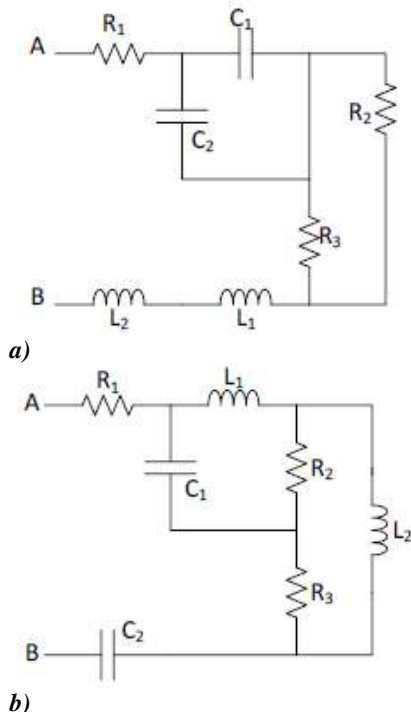 A
R₁
C₁
C₂
R₂
R₃
B
L₂
L₁
a)
A
R₁
L₁
C₁
R₂
L₂
R₃
B
C₂
b)